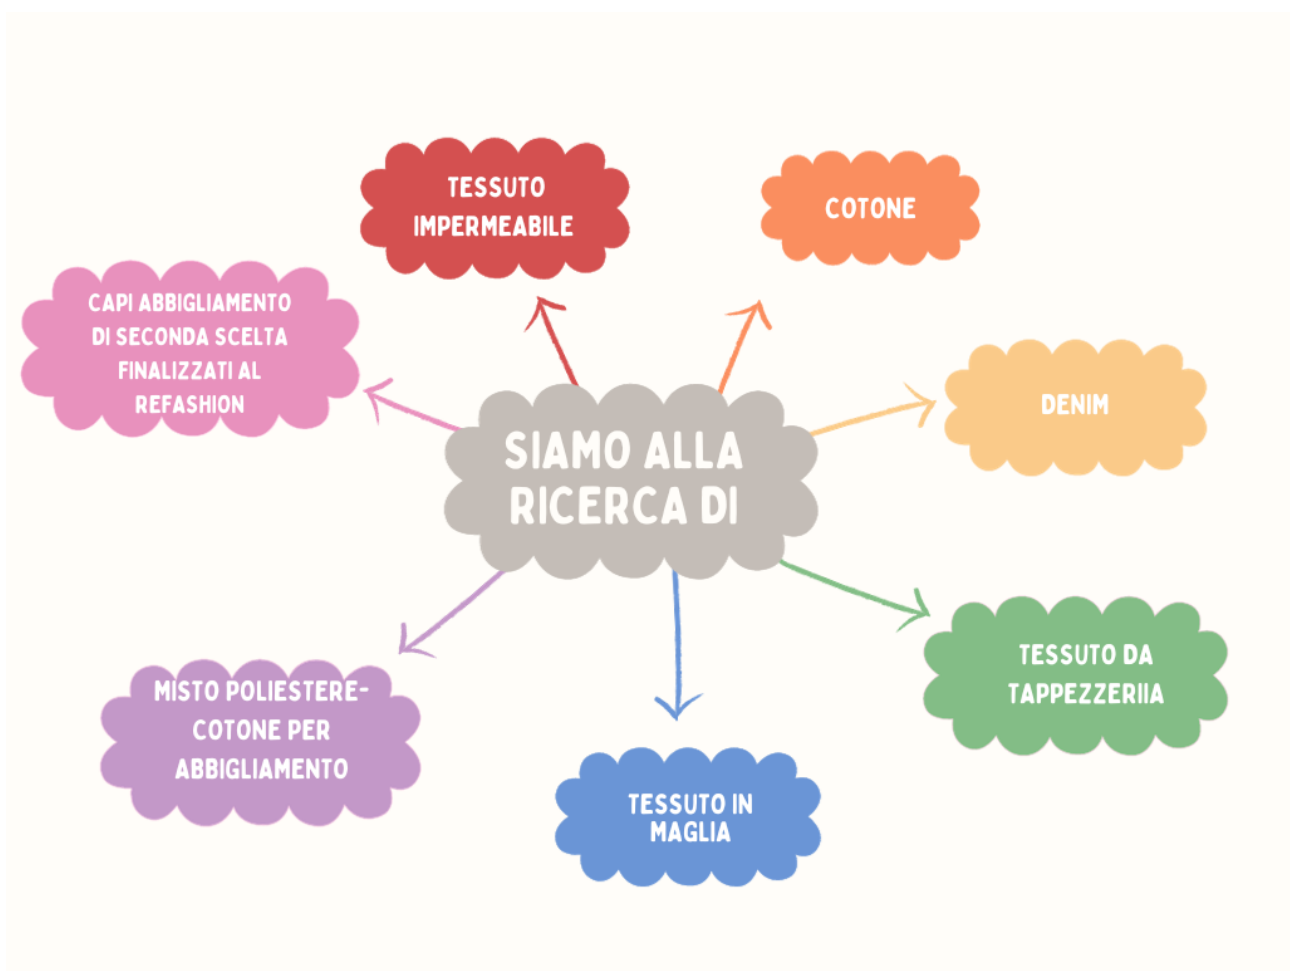 TESSUTO
IMPERMEABILE
COTONE
CAPI ABBIGLIAMENTO
DI SECONDA SCELTA
FINALIZZATI AL
REFASHION
DENIM
SIAMO ALLA
RICERCA DI
TESSUTO DA
TAPPEZZERIIA
MISTO POLIESTERE-
COTONE PER
ABBIGLIAMENTO
TESSUTO IN
MAGLIA